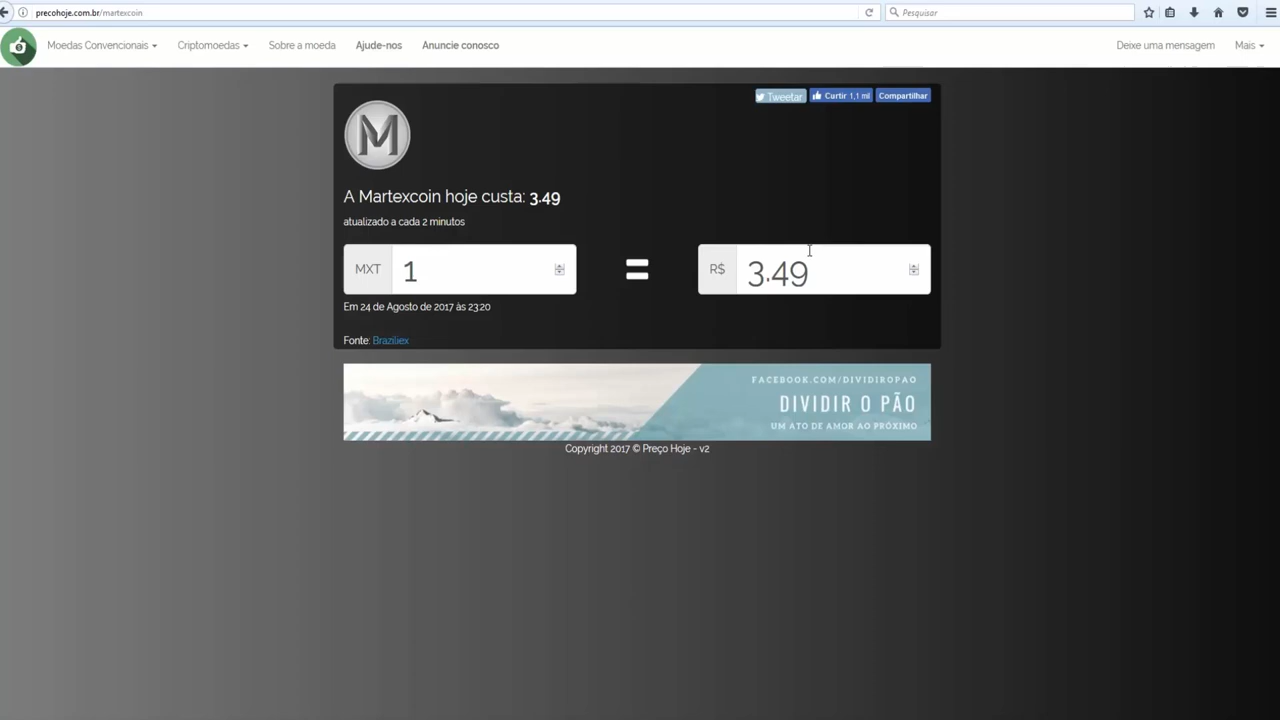 precohoje.com.br/martexcoin
Pesquisar
Moedas Convencionais
Criptomoedas
Sobre a moeda
Ajude-nos
Anuncie conosco
Deixe uma mensagem
Mais
Tweetar
Curtir 1,1 mil
Compartilhar
M
A Martexcoin hoje custa: 3.49
atualizado a cada 2 minutos
MXT 1 = R$ 3.49
Em 24 de Agosto de 2017 às 23:20
Fonte: Braziliex
FACEBOOK.COM/DIVIDIROPAO
DIVIDIR O PÃO
UM ATO DE AMOR AO PRÓXIMO
Copyright 2017 © Preço Hoje - v2